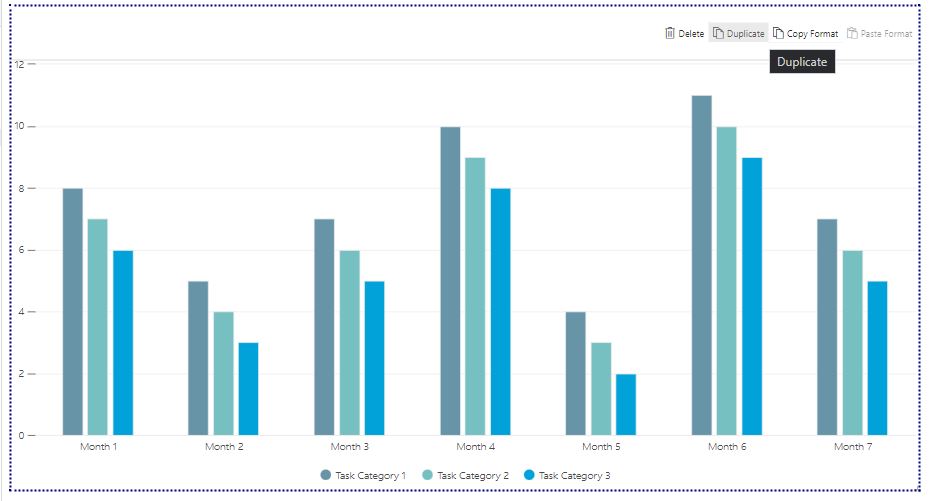 Delete Duplicate Copy Format Paste Format
Duplicate
12
10
8
6
4
2
0
Month 1 Month 2 Month 3 Month 4 Month 5 Month 6 Month 7
Task Category 1 Task Category 2 Task Category 3